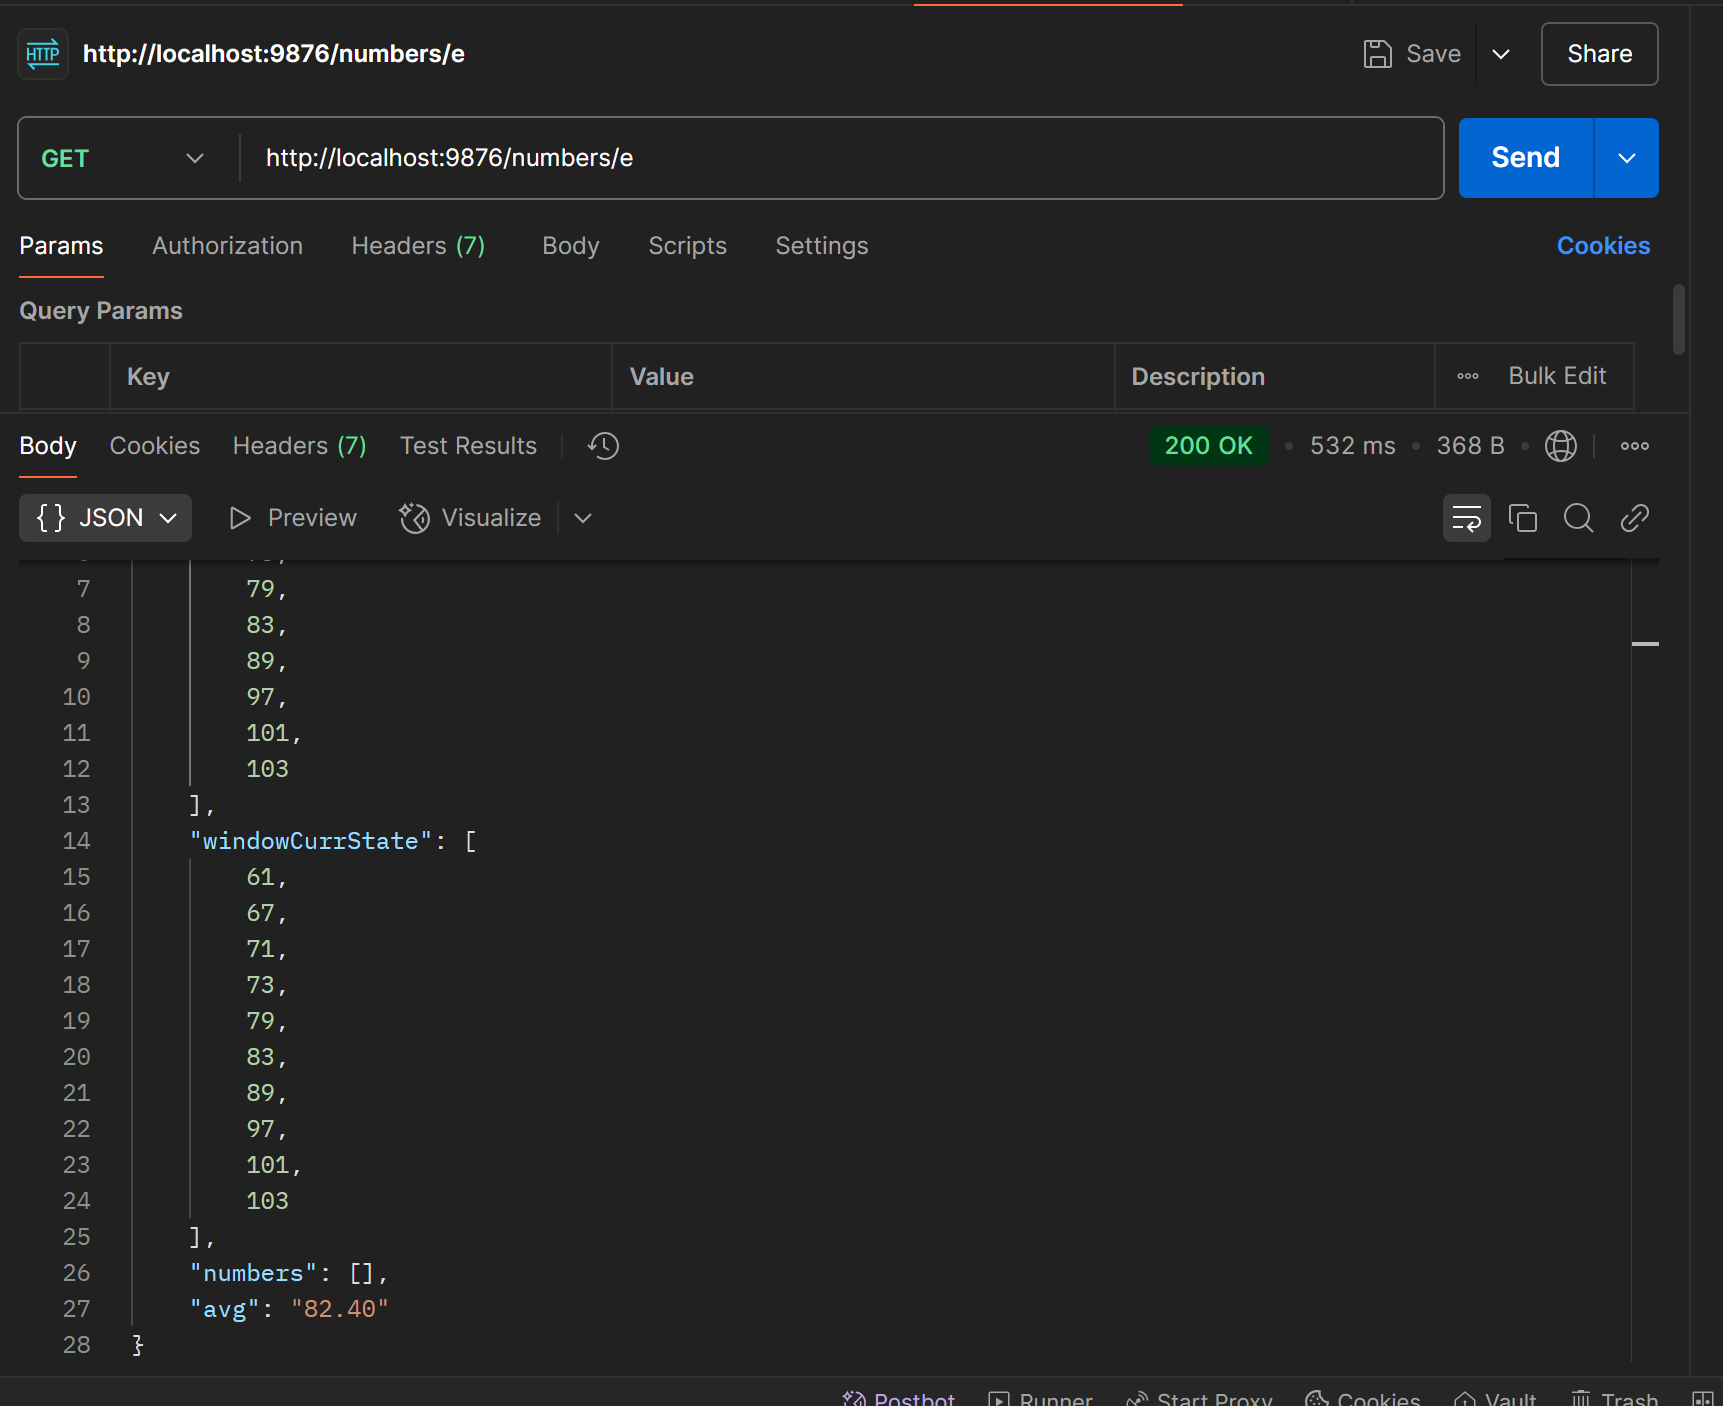 HTTP http://localhost:9876/numbers/e Save Share
GET http://localhost:9876/numbers/e Send
Params Authorization Headers (7) Body Scripts Settings Cookies
Query Params
Key Value Description Bulk Edit
Body Cookies Headers (7) Test Results 200 OK 532 ms 368 B
{} JSON Preview Visualize
7 79,
8 83,
9 89,
10 97,
11 101,
12 103
13 ],
14 "windowCurrState": [
15 61,
16 67,
17 71,
18 73,
19 79,
20 83,
21 89,
22 97,
23 101,
24 103
25 ],
26 "numbers": [],
27 "avg": "82.40"
28 }
Postbot Runner Start Proxy Cookies Vault Trash